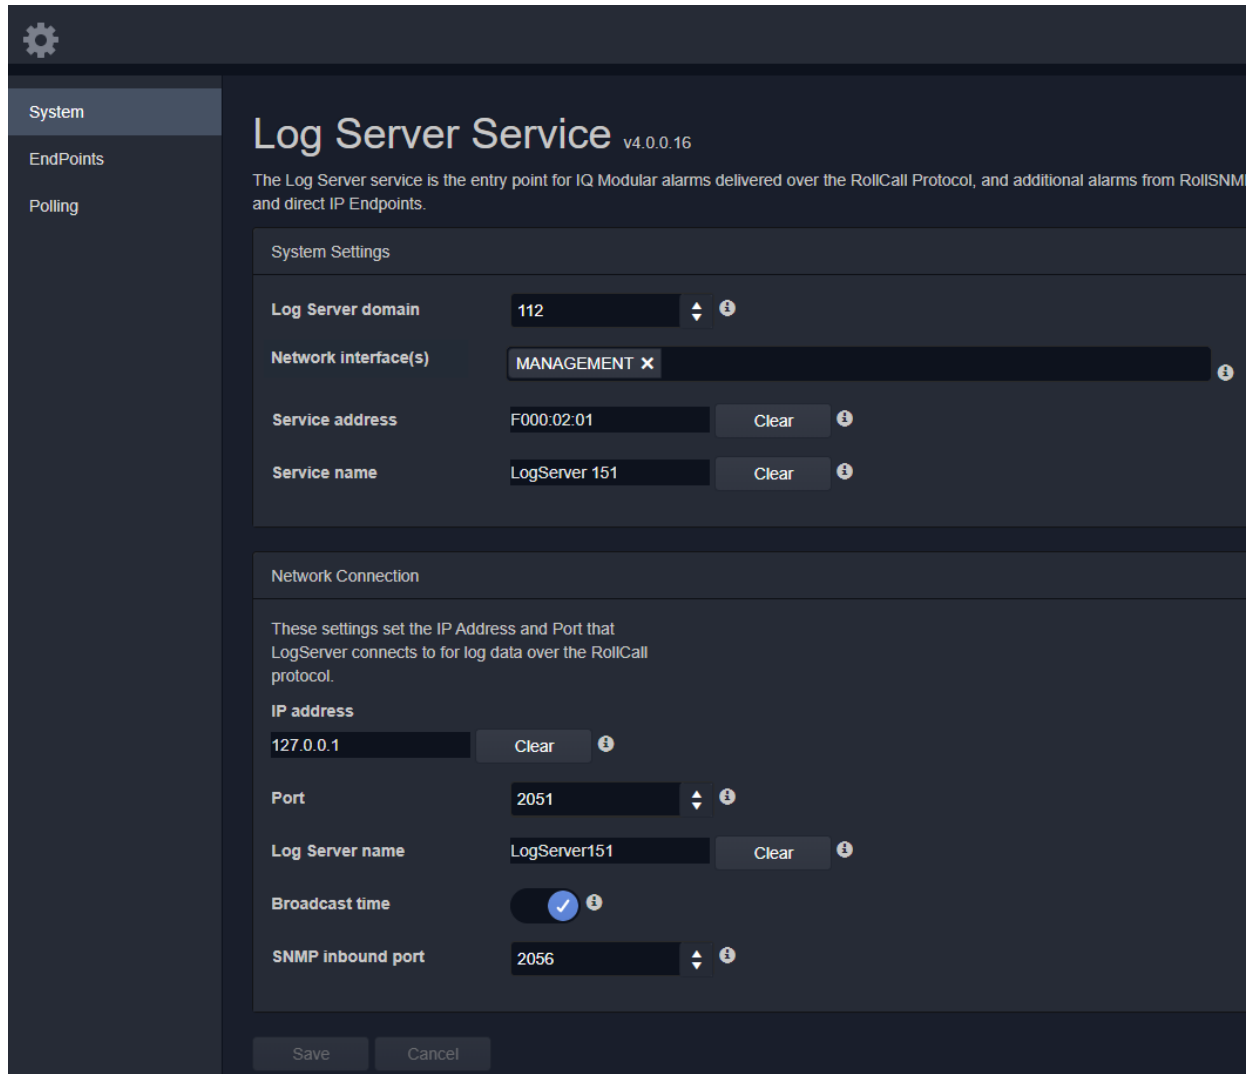 System
EndPoints
Polling
Log Server Service v4.0.0.16
The Log Server service is the entry point for IQ Modular alarms delivered over the RollCall Protocol, and additional alarms from
and direct IP Endpoints.
System Settings
Log Server domain 112
Network interface(s) MANAGEMENT ×
Service address F000:02:01 Clear
Service name LogServer 151 Clear
Network Connection
These settings set the IP Address and Port that
LogServer connects to for log data over the RollCall
protocol.
IP address
127.0.0.1 Clear
Port 2051
Log Server name LogServer151 Clear
Broadcast time
SNMP inbound port 2056
Save Cancel